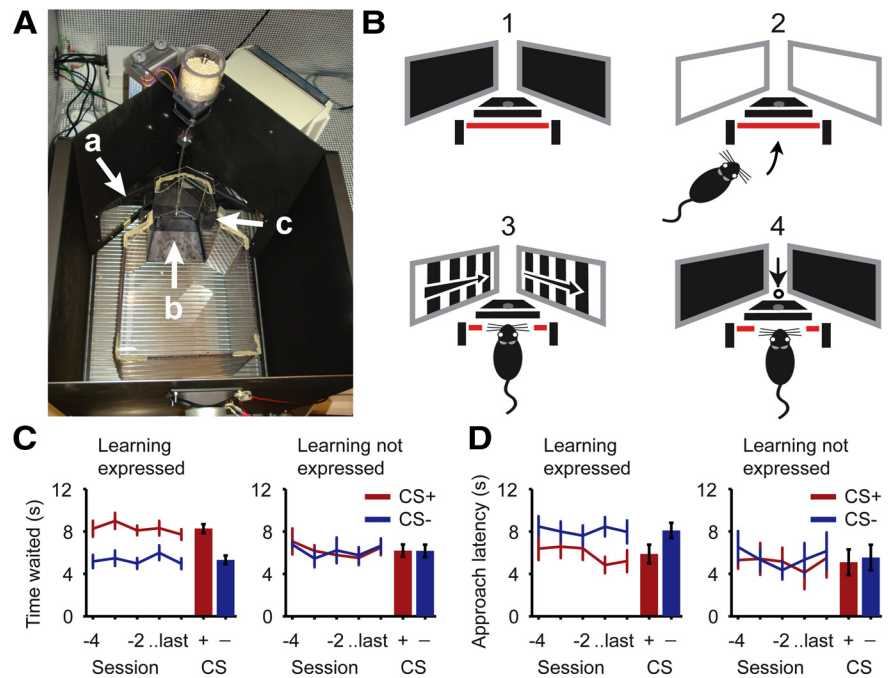 A
a
b
c
B
1
2
3
4
C
Learning
expressed
Learning not
expressed
CS+
CS-
Time waited (s)
12
8
4
0
-4
-2
..last
+
–
Session
CS
12
8
4
0
-4
-2
..last
+
–
Session
CS
D
Learning
expressed
Learning not
expressed
CS+
CS-
Approach latency (s)
12
8
4
0
-4
-2
..last
+
–
Session
CS
12
8
4
0
-4
-2
..last
+
–
Session
CS